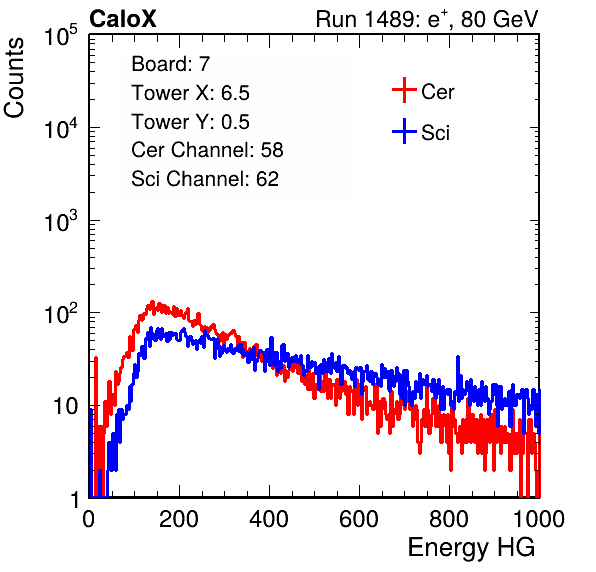 CaloX Run 1489: e+, 80 GeV
Counts
10^5
10^4
10^3
10^2
10
1
Board: 7
Tower X: 6.5
Tower Y: 0.5
Cer Channel: 58
Sci Channel: 62
Cer
Sci
0 200 400 600 800 1000
Energy HG